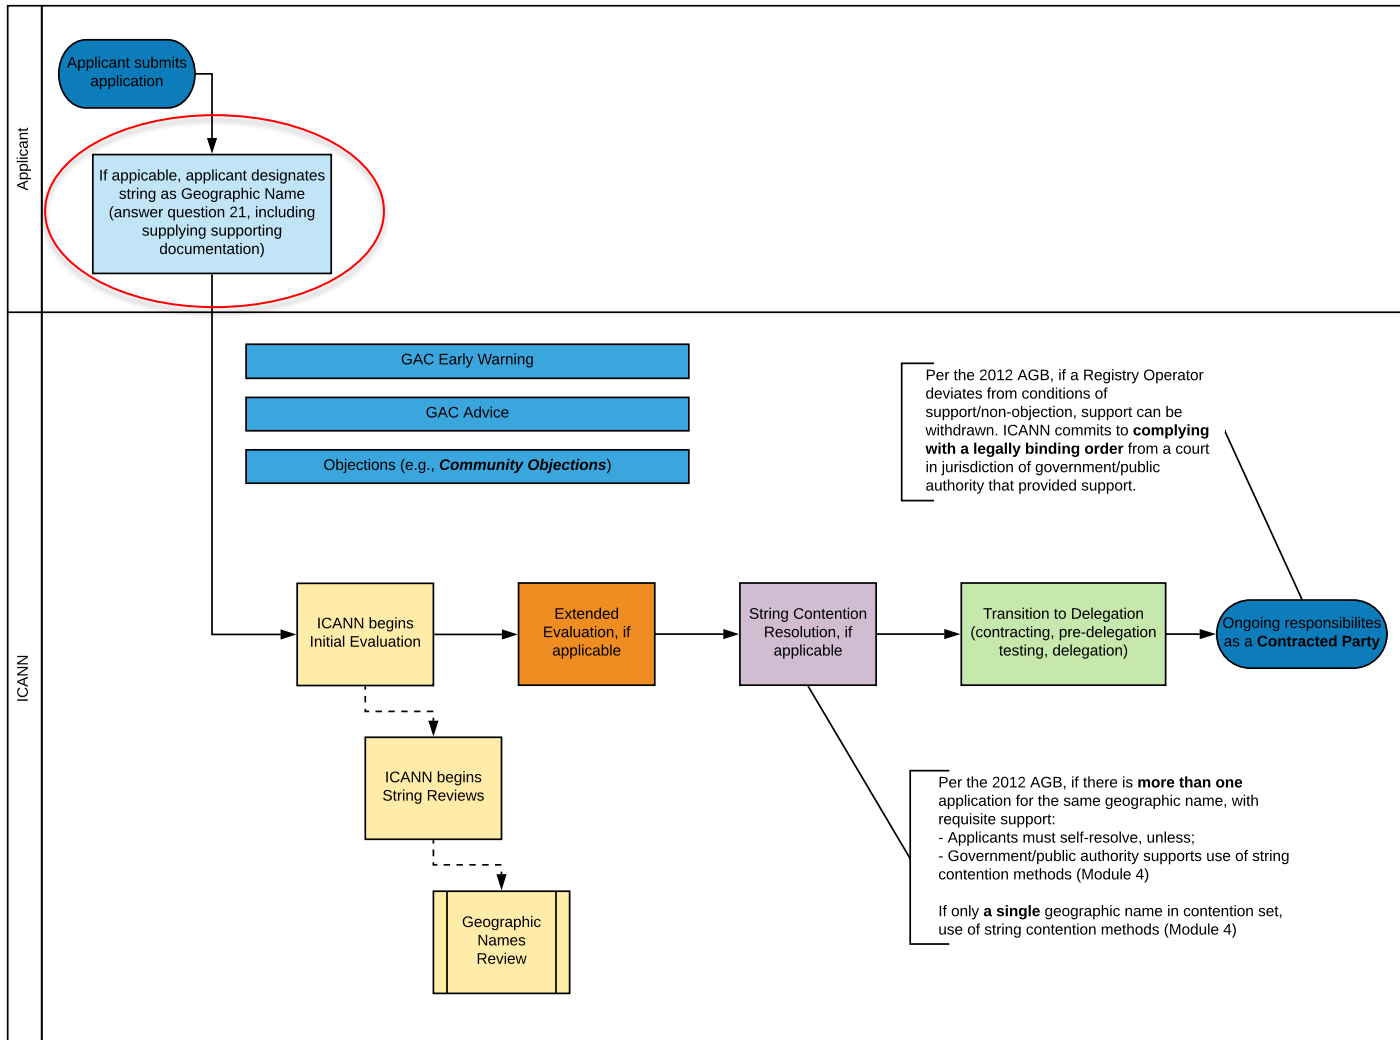 Applicant
Applicant submits
application
If appicable, applicant designates
string as Geographic Name
(answer question 21, including
supplying supporting
documentation)
ICANN
GAC Early Warning
GAC Advice
Objections (e.g., Community Objections)
Per the 2012 AGB, if a Registry Operator
deviates from conditions of
support/non-objection, support can be
withdrawn. ICANN commits to complying
with a legally binding order from a court
in jurisdiction of government/public
authority that provided support.
ICANN begins
Initial Evaluation
Extended
Evaluation, if
applicable
String Contention
Resolution, if
applicable
Transition to Delegation
(contracting, pre-delegation
testing, delegation)
Ongoing responsibilites
as a Contracted Party
ICANN begins
String Reviews
Geographic
Names
Review
Per the 2012 AGB, if there is more than one
application for the same geographic name, with
requisite support:
- Applicants must self-resolve, unless;
- Government/public authority supports use of string
contention methods (Module 4)
If only a single geographic name in contention set,
use of string contention methods (Module 4)